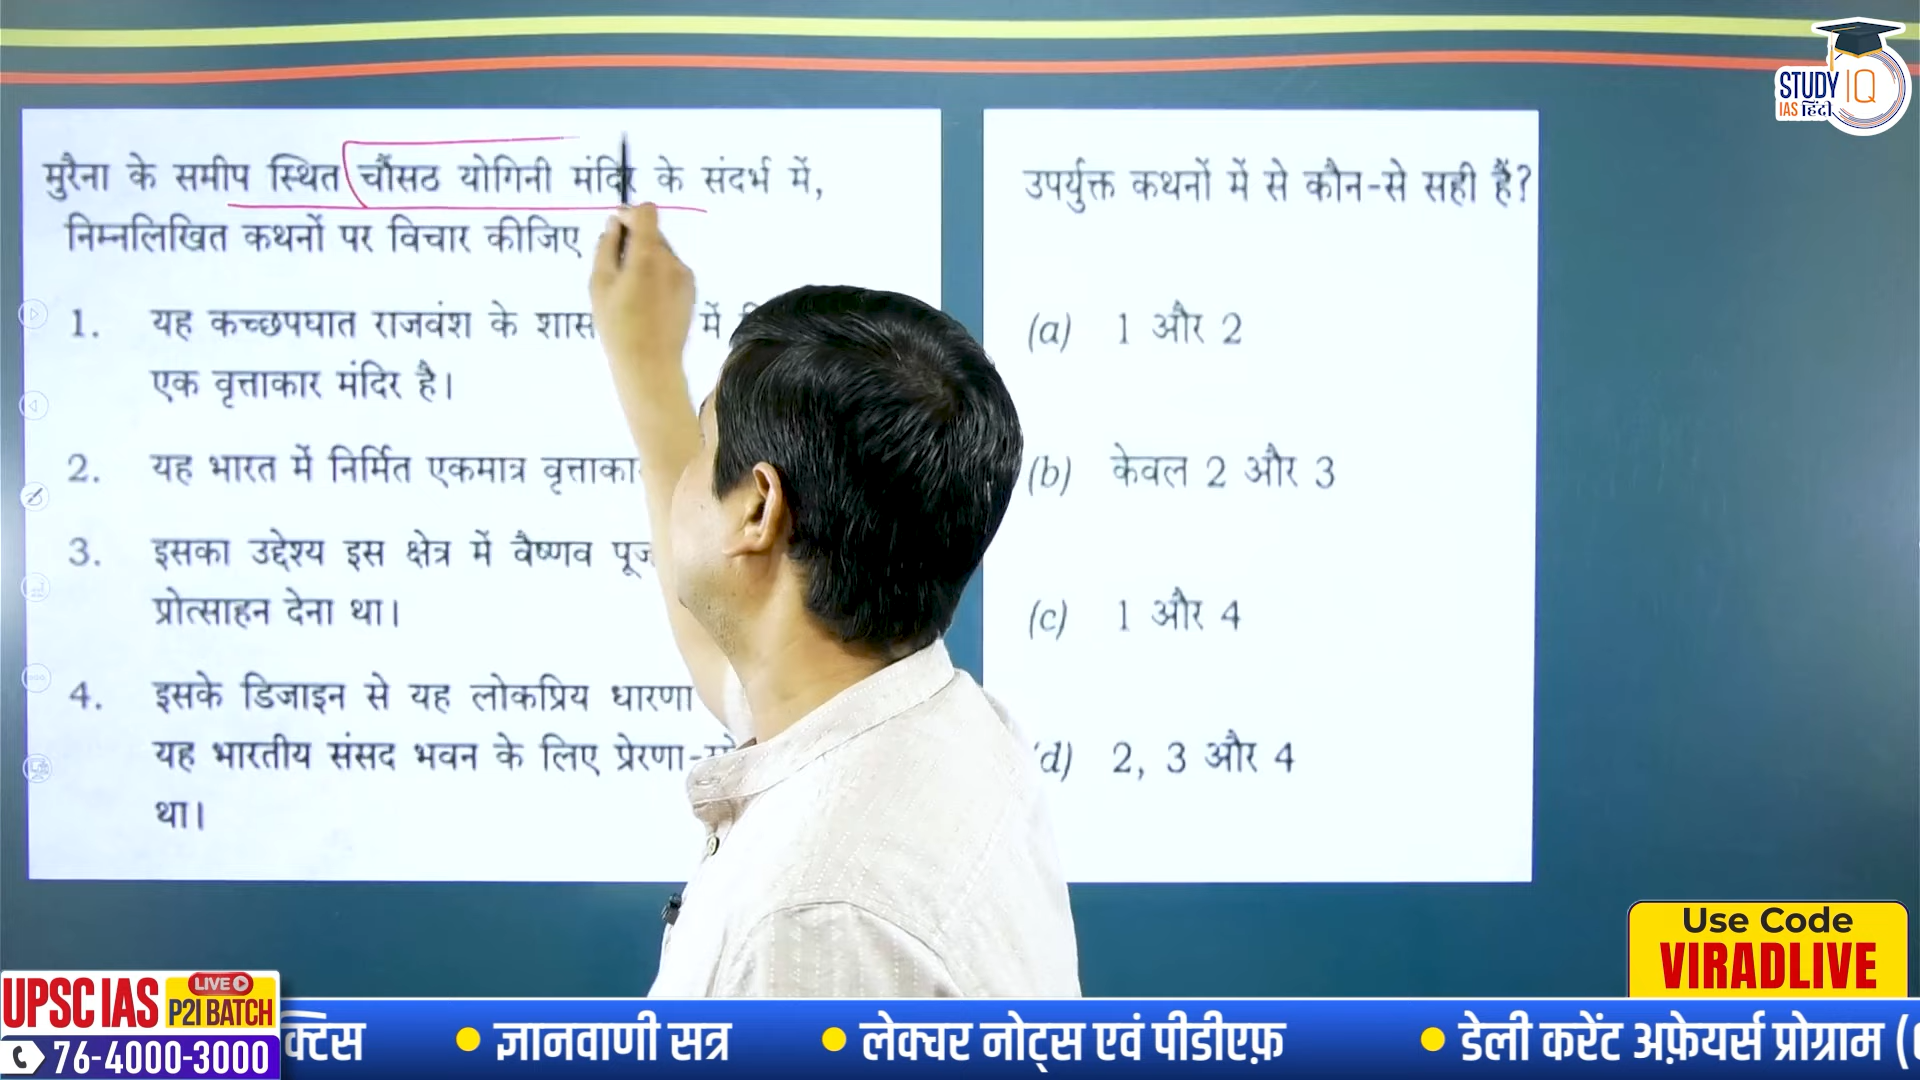 STUDY IQ
IAS हिंदी
मुरैना के समीप स्थित चौंसठ योगिनी मंदिर के संदर्भ में,
निम्नलिखित कथनों पर विचार कीजिए
1. यह कच्छपघात राजवंश के में
एक वृत्ताकार मंदिर है।
2. यह भारत में निर्मित एकमात्र
3. इसका उद्देश्य इस क्षेत्र में वैष्णव
प्रोत्साहन देना था।
4. इसके डिजाइन से यह लोकप्रिय धारणा
यह भारतीय संसद भवन के लिए
था।
उपर्युक्त कथनों में से कौन-से सही हैं?
(a) 1 और 2
(b) केवल 2 और 3
(c) 1 और 4
(d) 2, 3 और 4
Use Code
VIRADLIVE
LIVE
UPSC IAS P2I BATCH
76-4000-3000
ज्ञानवाणी सत्र • लेक्चर नोट्स एवं पीडीएफ़ • डेली करेंट अफ़ेयर्स प्रोग्राम (